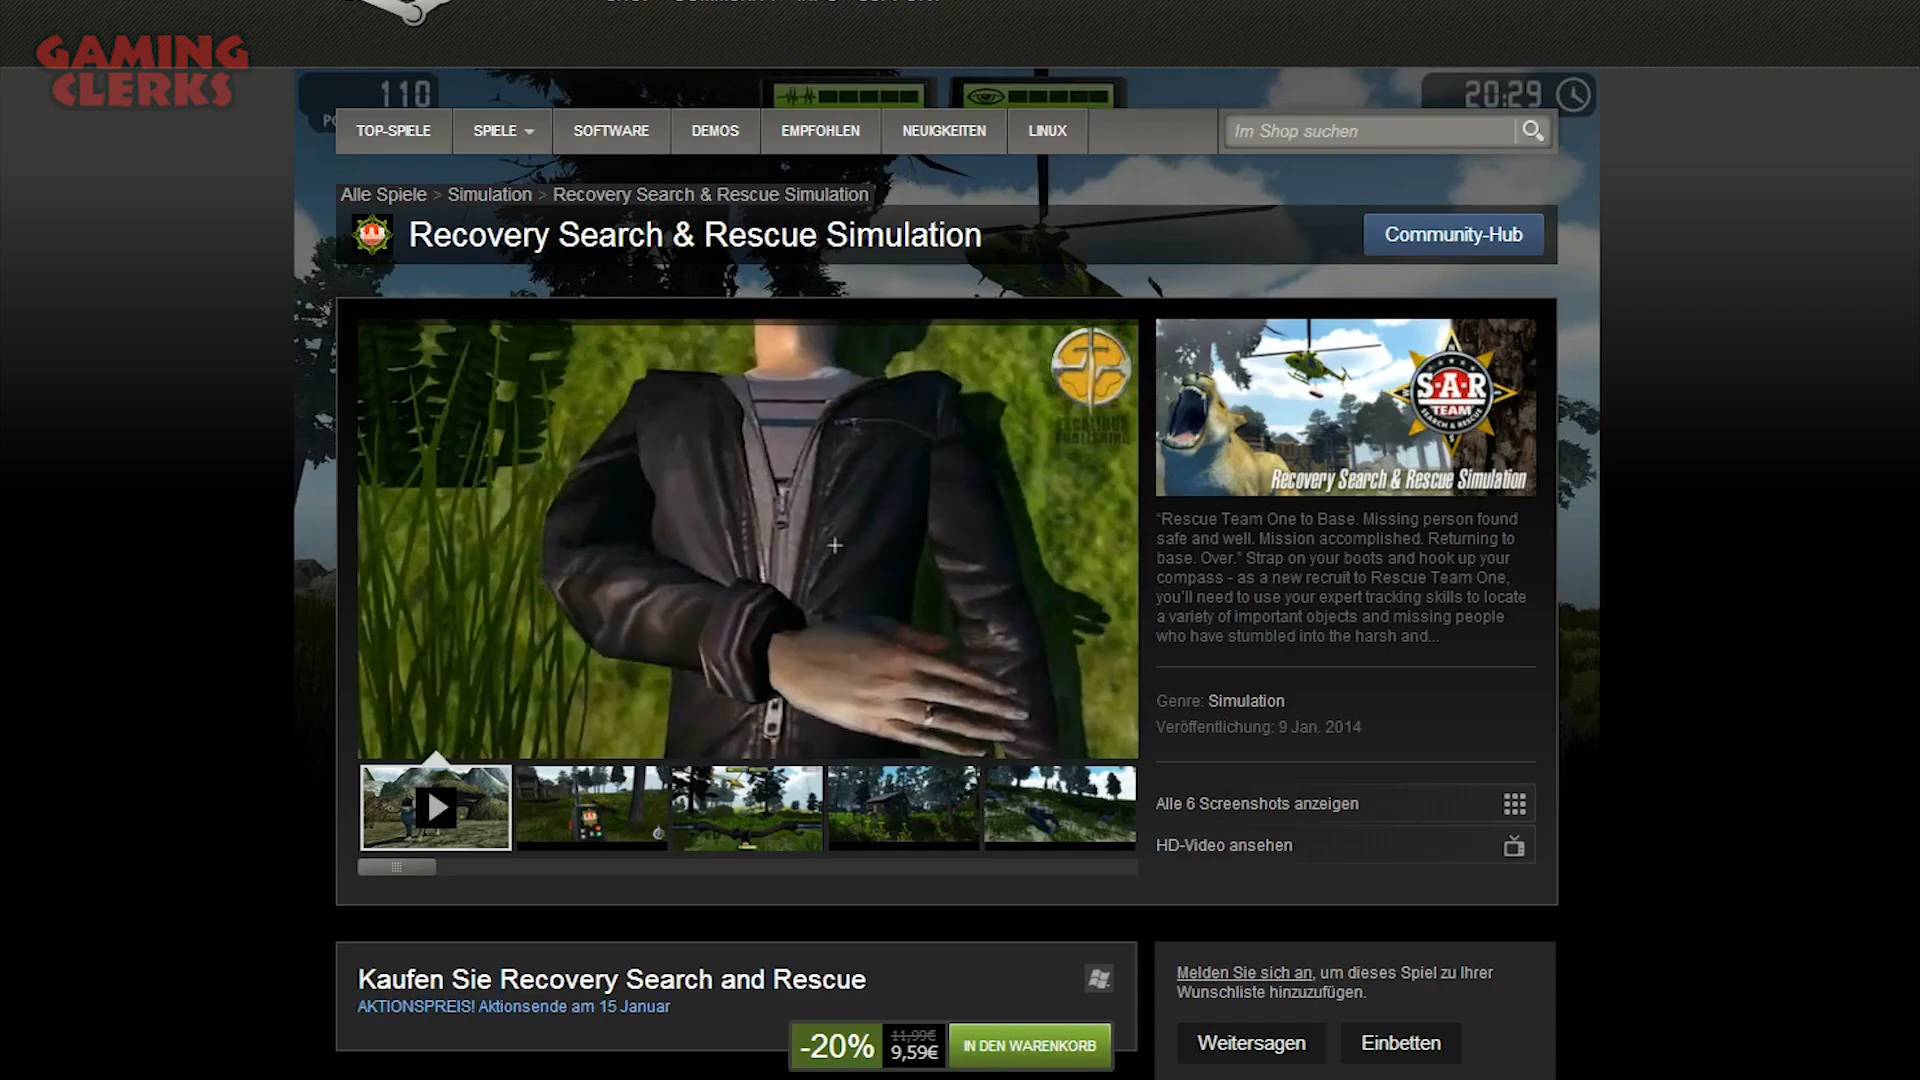 GAMING
CLERKS
110
20:29
TOP-SPIELE
SPIELE
SOFTWARE
DEMOS
EMPFOHLEN
NEUIGKEITEN
LINUX
Im Shop suchen
Alle Spiele > Simulation > Recovery Search & Rescue Simulation
Recovery Search & Rescue Simulation
Community-Hub
EXCALIBUR
PUBLISHING
S·A·R
TEAM
SEARCH & RESCUE
Recovery Search & Rescue Simulation
“Rescue Team One to Base. Missing person found
safe and well. Mission accomplished. Returning to
base. Over.” Strap on your boots and hook up your
compass - as a new recruit to Rescue Team One,
you’ll need to use your expert tracking skills to locate
a variety of important objects and missing people
who have stumbled into the harsh and...
Genre: Simulation
Veröffentlichung: 9 Jan. 2014
Alle 6 Screenshots anzeigen
HD-Video ansehen
Kaufen Sie Recovery Search and Rescue
AKTIONSPREIS! Aktionsende am 15 Januar
-20%
11,99€
9,59€
IN DEN WARENKORB
Melden Sie sich an, um dieses Spiel zu Ihrer
Wunschliste hinzuzufügen.
Weitersagen
Einbetten